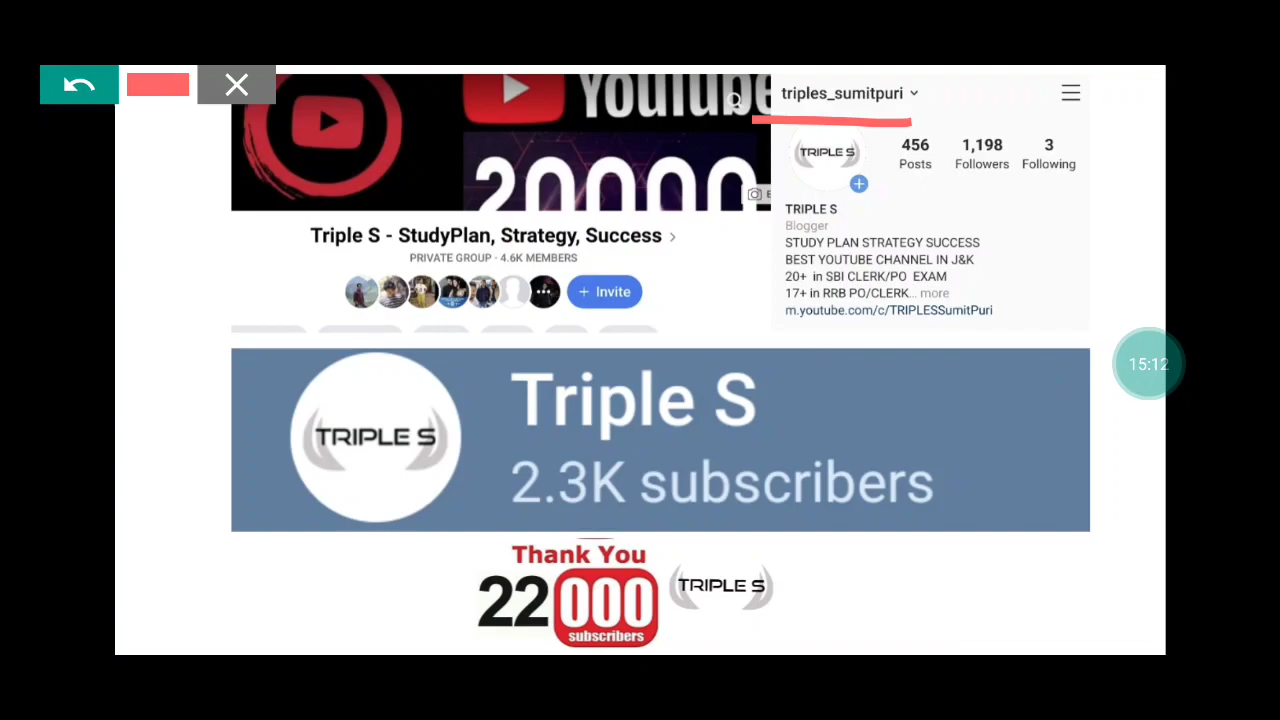 YouTube
20000
Triple S - StudyPlan, Strategy, Success >
PRIVATE GROUP · 4.6K MEMBERS
+ Invite
triples_sumitpuri
TRIPLE S
456
Posts
1,198
Followers
3
Following
TRIPLE S
Blogger
STUDY PLAN STRATEGY SUCCESS
BEST YOUTUBE CHANNEL IN J&K
20+ in SBI CLERK/PO EXAM
17+ in RRB PO/CLERK... more
m.youtube.com/c/TRIPLESSumitPuri
15:12
TRIPLE S
Triple S
2.3K subscribers
Thank You
22000
subscribers
TRIPLE S